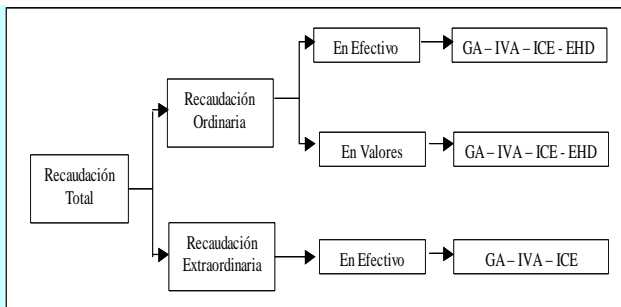 En Efectivo
GA – IVA – ICE - EHD
Recaudación
Ordinaria
En Valores
GA – IVA – ICE - EHD
Recaudación
Total
Recaudación
Extraordinaria
En Efectivo
GA – IVA – ICE